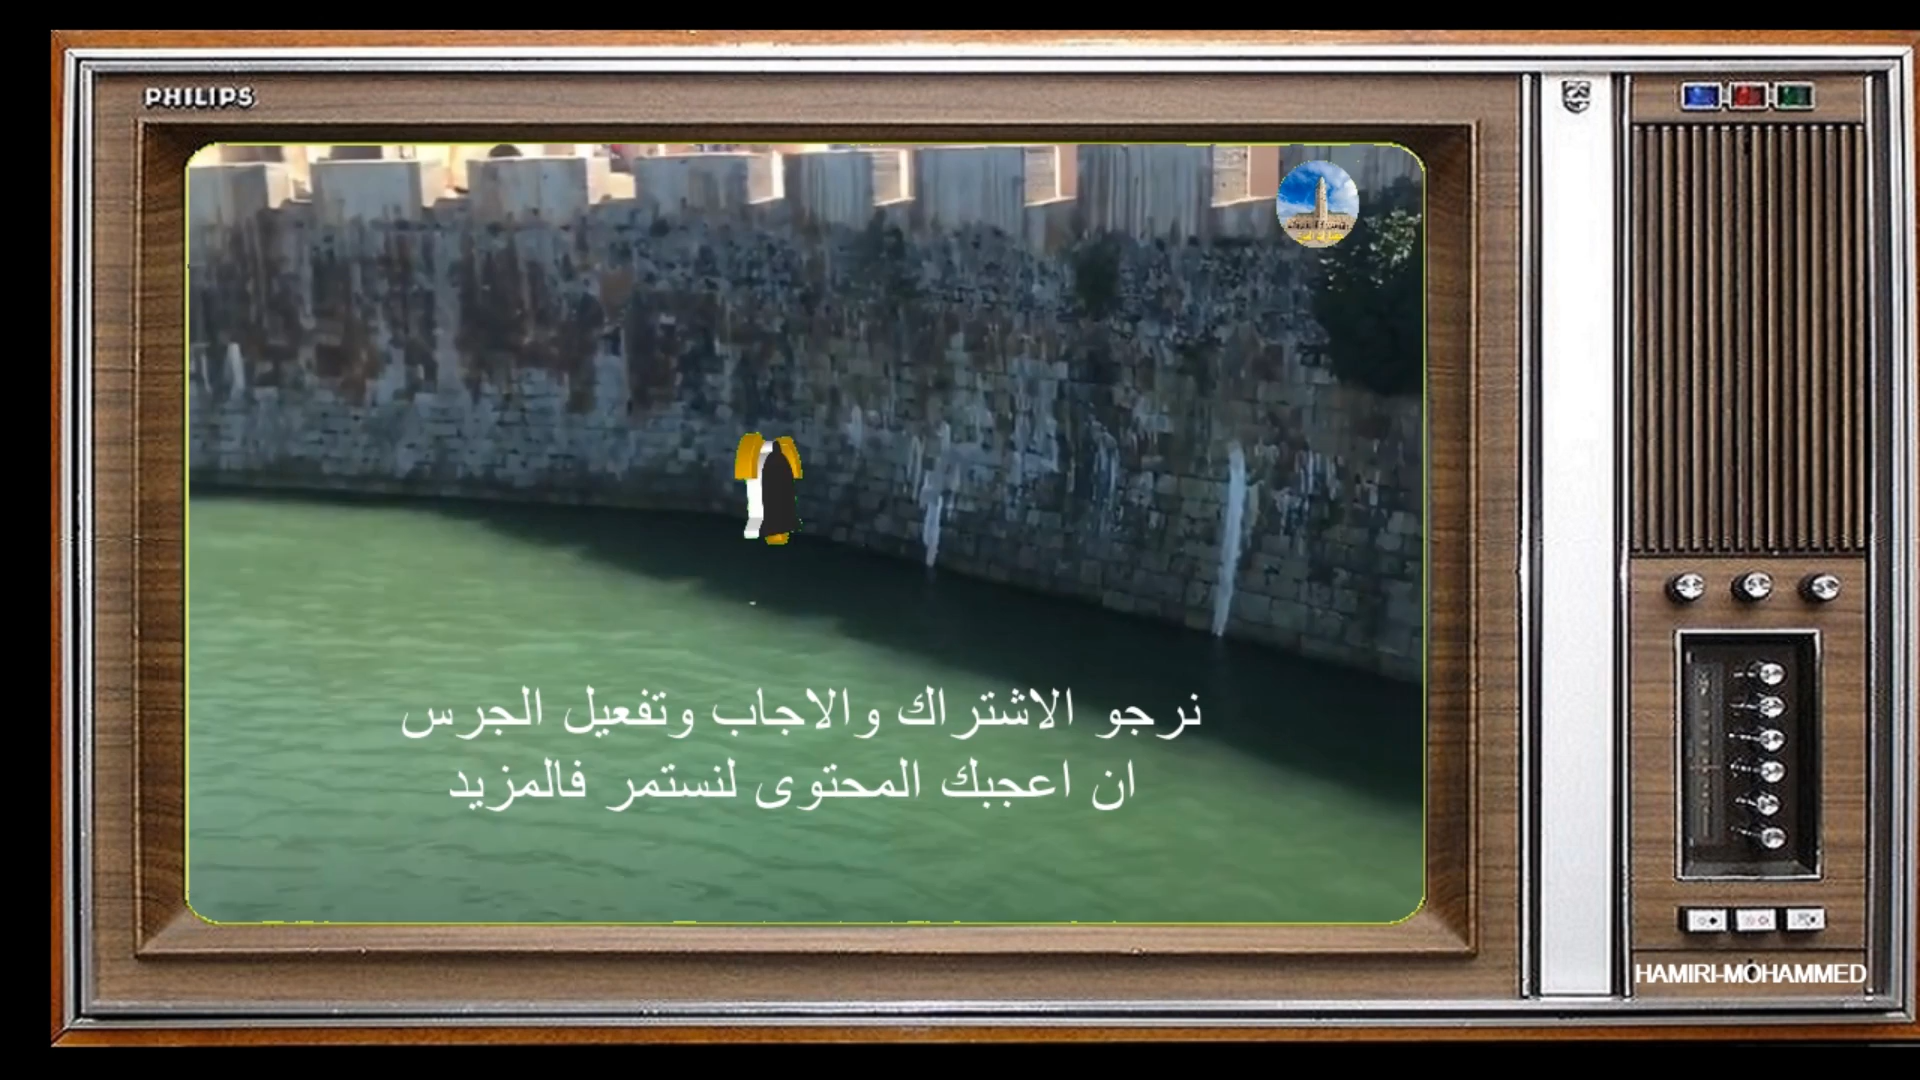 PHILIPS
نرجو الاشتراك والاجاب وتفعيل الجرس
ان اعجبك المحتوى لنستمر فالمزيد
HAMIRI-MOHAMMED